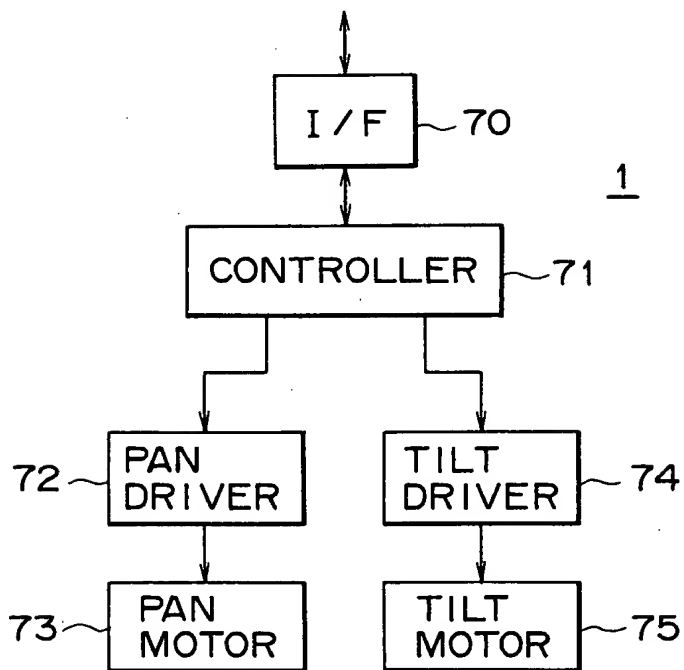 I/F
70
1
CONTROLLER
71
72
PAN
DRIVER
TILT
DRIVER
74
73
PAN
MOTOR
TILT
MOTOR
75